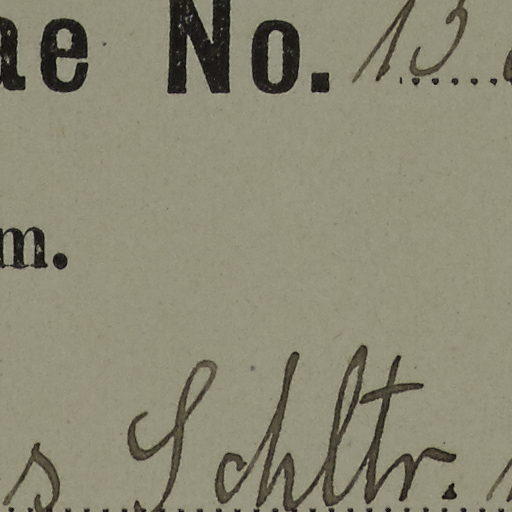 ae No. 13
m.
s Schltr.